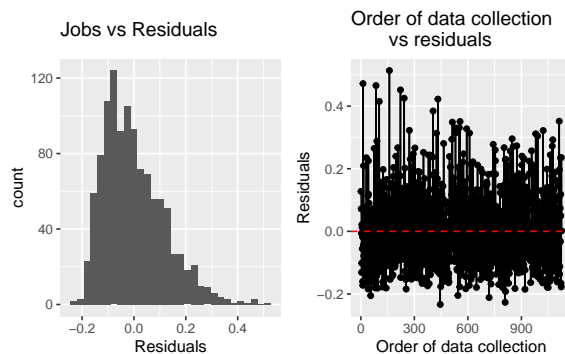 Jobs vs Residuals
120
80
40
0
count
−0.2
0.0
0.2
0.4
Residuals
Order of data collection
vs residuals
0.4
0.2
0.0
−0.2
Residuals
0
300
600
900
Order of data collection